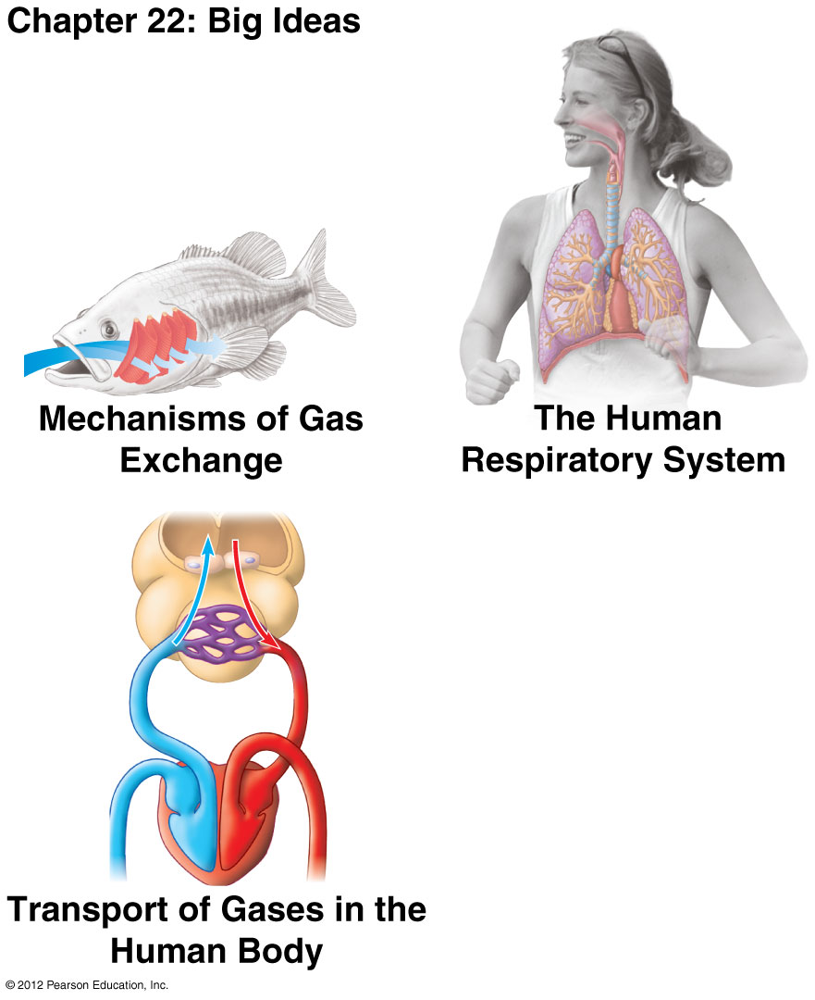 Chapter 22: Big Ideas
Mechanisms of Gas
Exchange
The Human
Respiratory System
Transport of Gases in the
Human Body
© 2012 Pearson Education, Inc.